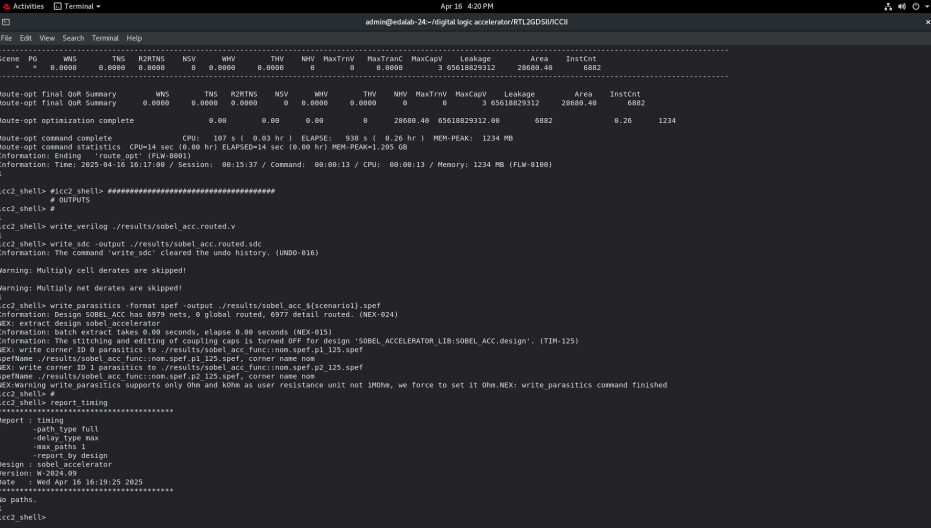 Activities Terminal Apr 16 4:20 PM
admin@edalab-24:~/digital logic accelerator/RTL2GDSII/ICCII
File Edit View Search Terminal Help
Scene PG WNS TNS R2RTNS NSV WHV THV NHV MaxTrnV MaxTranC MaxCapV Leakage Area InstCnt
* * 0.0000 0.0000 0.0000 0 0.0000 0.0000 0 0 0.0000 3 65618829312 28680.40 6882
Route-opt final QoR Summary WNS TNS R2RTNS NSV WHV THV NHV MaxTrnV MaxCapV Leakage Area InstCnt
Route-opt final QoR Summary 0.0000 0.0000 0.0000 0 0.0000 0.0000 0 0 3 65618829312 28680.40 6882
Route-opt optimization complete 0.00 0.00 0.00 0 28680.40 65618829312.00 6882 0.26 1234
Route-opt command complete CPU: 107 s ( 0.03 hr ) ELAPSE: 938 s ( 0.26 hr ) MEM-PEAK: 1234 MB
Route-opt command statistics CPU=14 sec (0.00 hr) ELAPSED=14 sec (0.00 hr) MEM-PEAK=1.205 GB
Information: Ending 'route_opt' (FLW-8001)
Information: Time: 2025-04-16 16:17:00 / Session: 00:15:37 / Command: 00:00:13 / CPU: 00:00:13 / Memory: 1234 MB (FLW-8100)
1
icc2_shell> #icc2_shell> ######################################
# OUTPUTS
icc2_shell> #
1
icc2_shell> write_verilog ./results/sobel_acc.routed.v
1
icc2_shell> write_sdc -output ./results/sobel_acc.routed.sdc
Information: The command 'write_sdc' cleared the undo history. (UNDO-016)
Warning: Multiply cell derates are skipped!
Warning: Multiply net derates are skipped!
1
icc2_shell> write_parasitics -format spef -output ./results/sobel_acc_${scenario1}.spef
Information: Design SOBEL_ACC has 6979 nets, 0 global routed, 6977 detail routed. (NEX-024)
NEX: extract design sobel_accelerator
Information: batch extract takes 0.00 seconds, elapse 0.00 seconds (NEX-015)
Information: The stitching and editing of coupling caps is turned OFF for design 'SOBEL_ACCELERATOR_LIB:SOBEL_ACC.design'. (TIM-125)
NEX: write corner ID 0 parasitics to ./results/sobel_acc_func::nom.spef.p1_125.spef
spefName ./results/sobel_acc_func::nom.spef.p1_125.spef, corner name nom
NEX: write corner ID 1 parasitics to ./results/sobel_acc_func::nom.spef.p2_125.spef
spefName ./results/sobel_acc_func::nom.spef.p2_125.spef, corner name nom
NEX:Warning write_parasitics supports only Ohm and kOhm as user resistance unit not 1MOhm, we force to set it Ohm.NEX: write_parasitics command finished
icc2_shell> #
icc2_shell> report_timing
****************************************
Report : timing
-path_type full
-delay_type max
-max_paths 1
-report_by design
Design : sobel_accelerator
Version: W-2024.09
Date : Wed Apr 16 16:19:25 2025
****************************************
No paths.
1
icc2_shell>